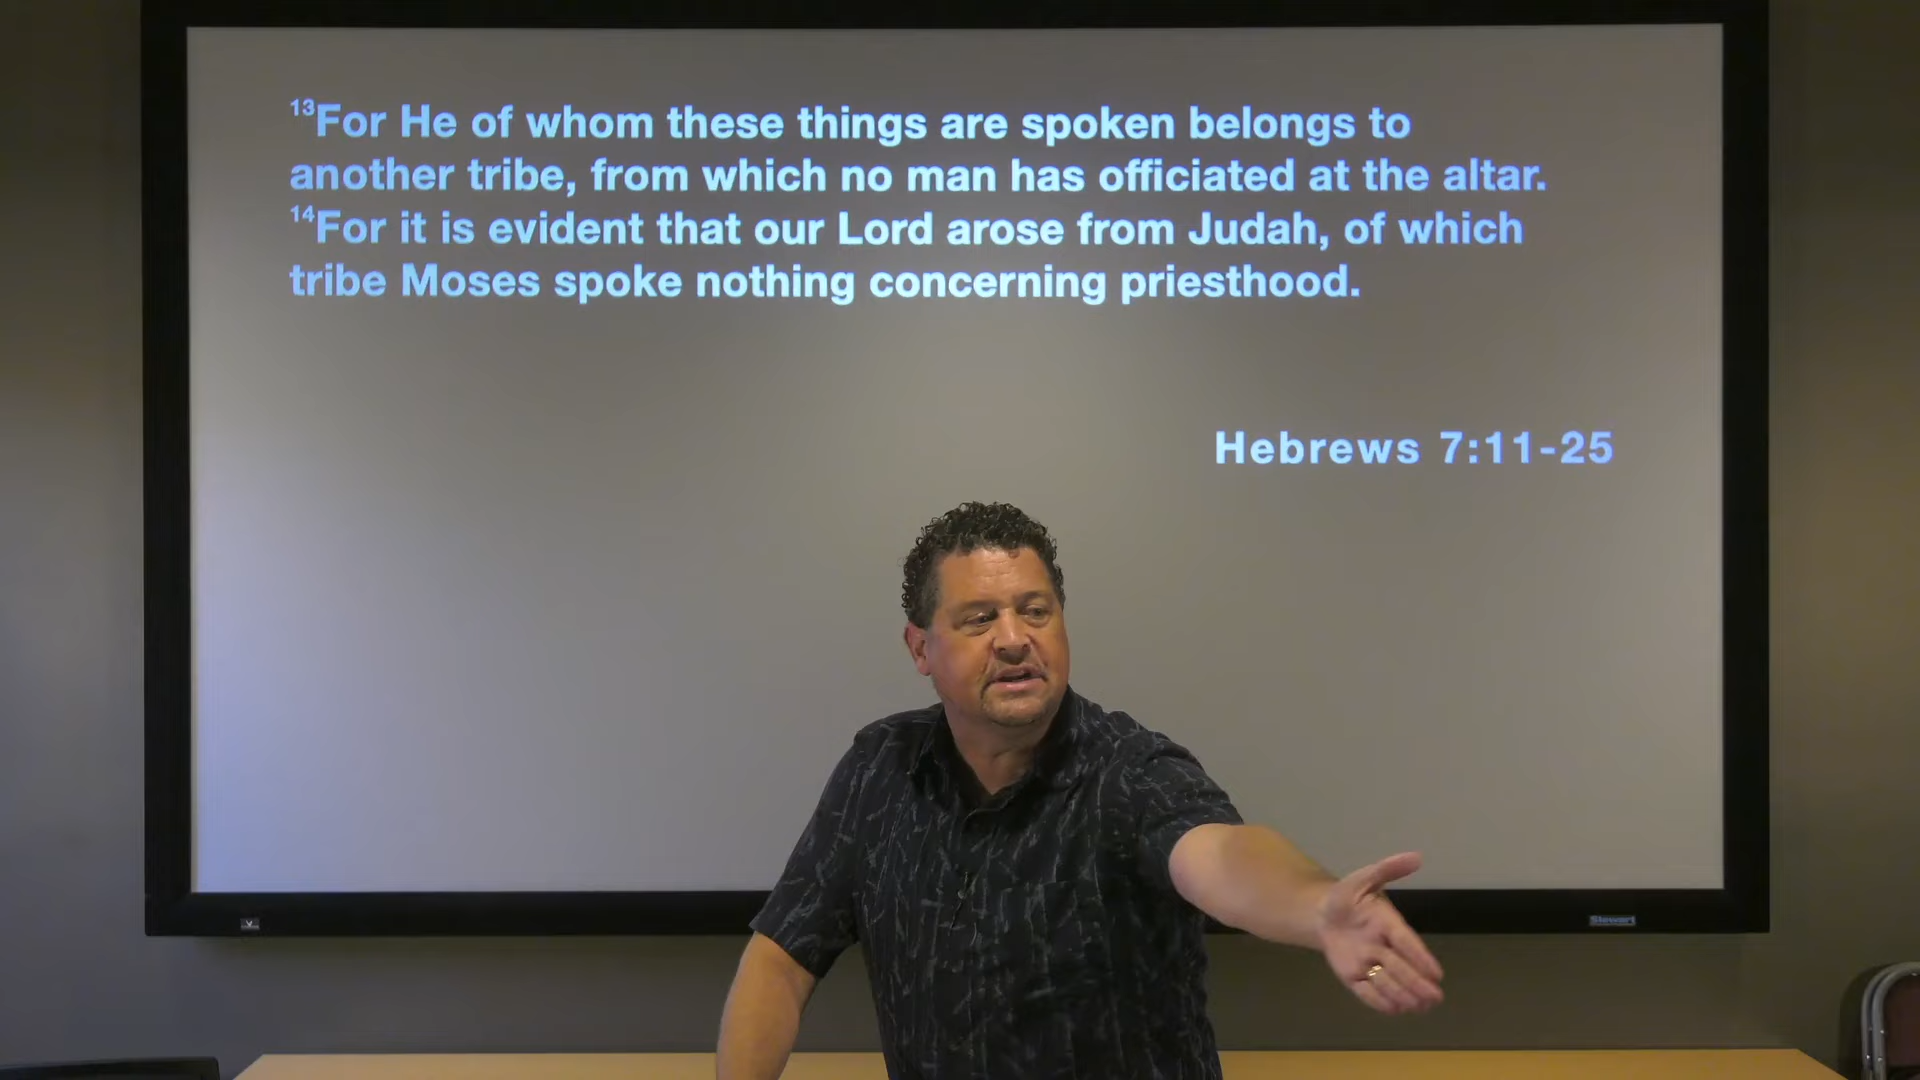 ¹³For He of whom these things are spoken belongs to
another tribe, from which no man has officiated at the altar.
¹⁴For it is evident that our Lord arose from Judah, of which
tribe Moses spoke nothing concerning priesthood.
Hebrews 7:11-25
Stewart